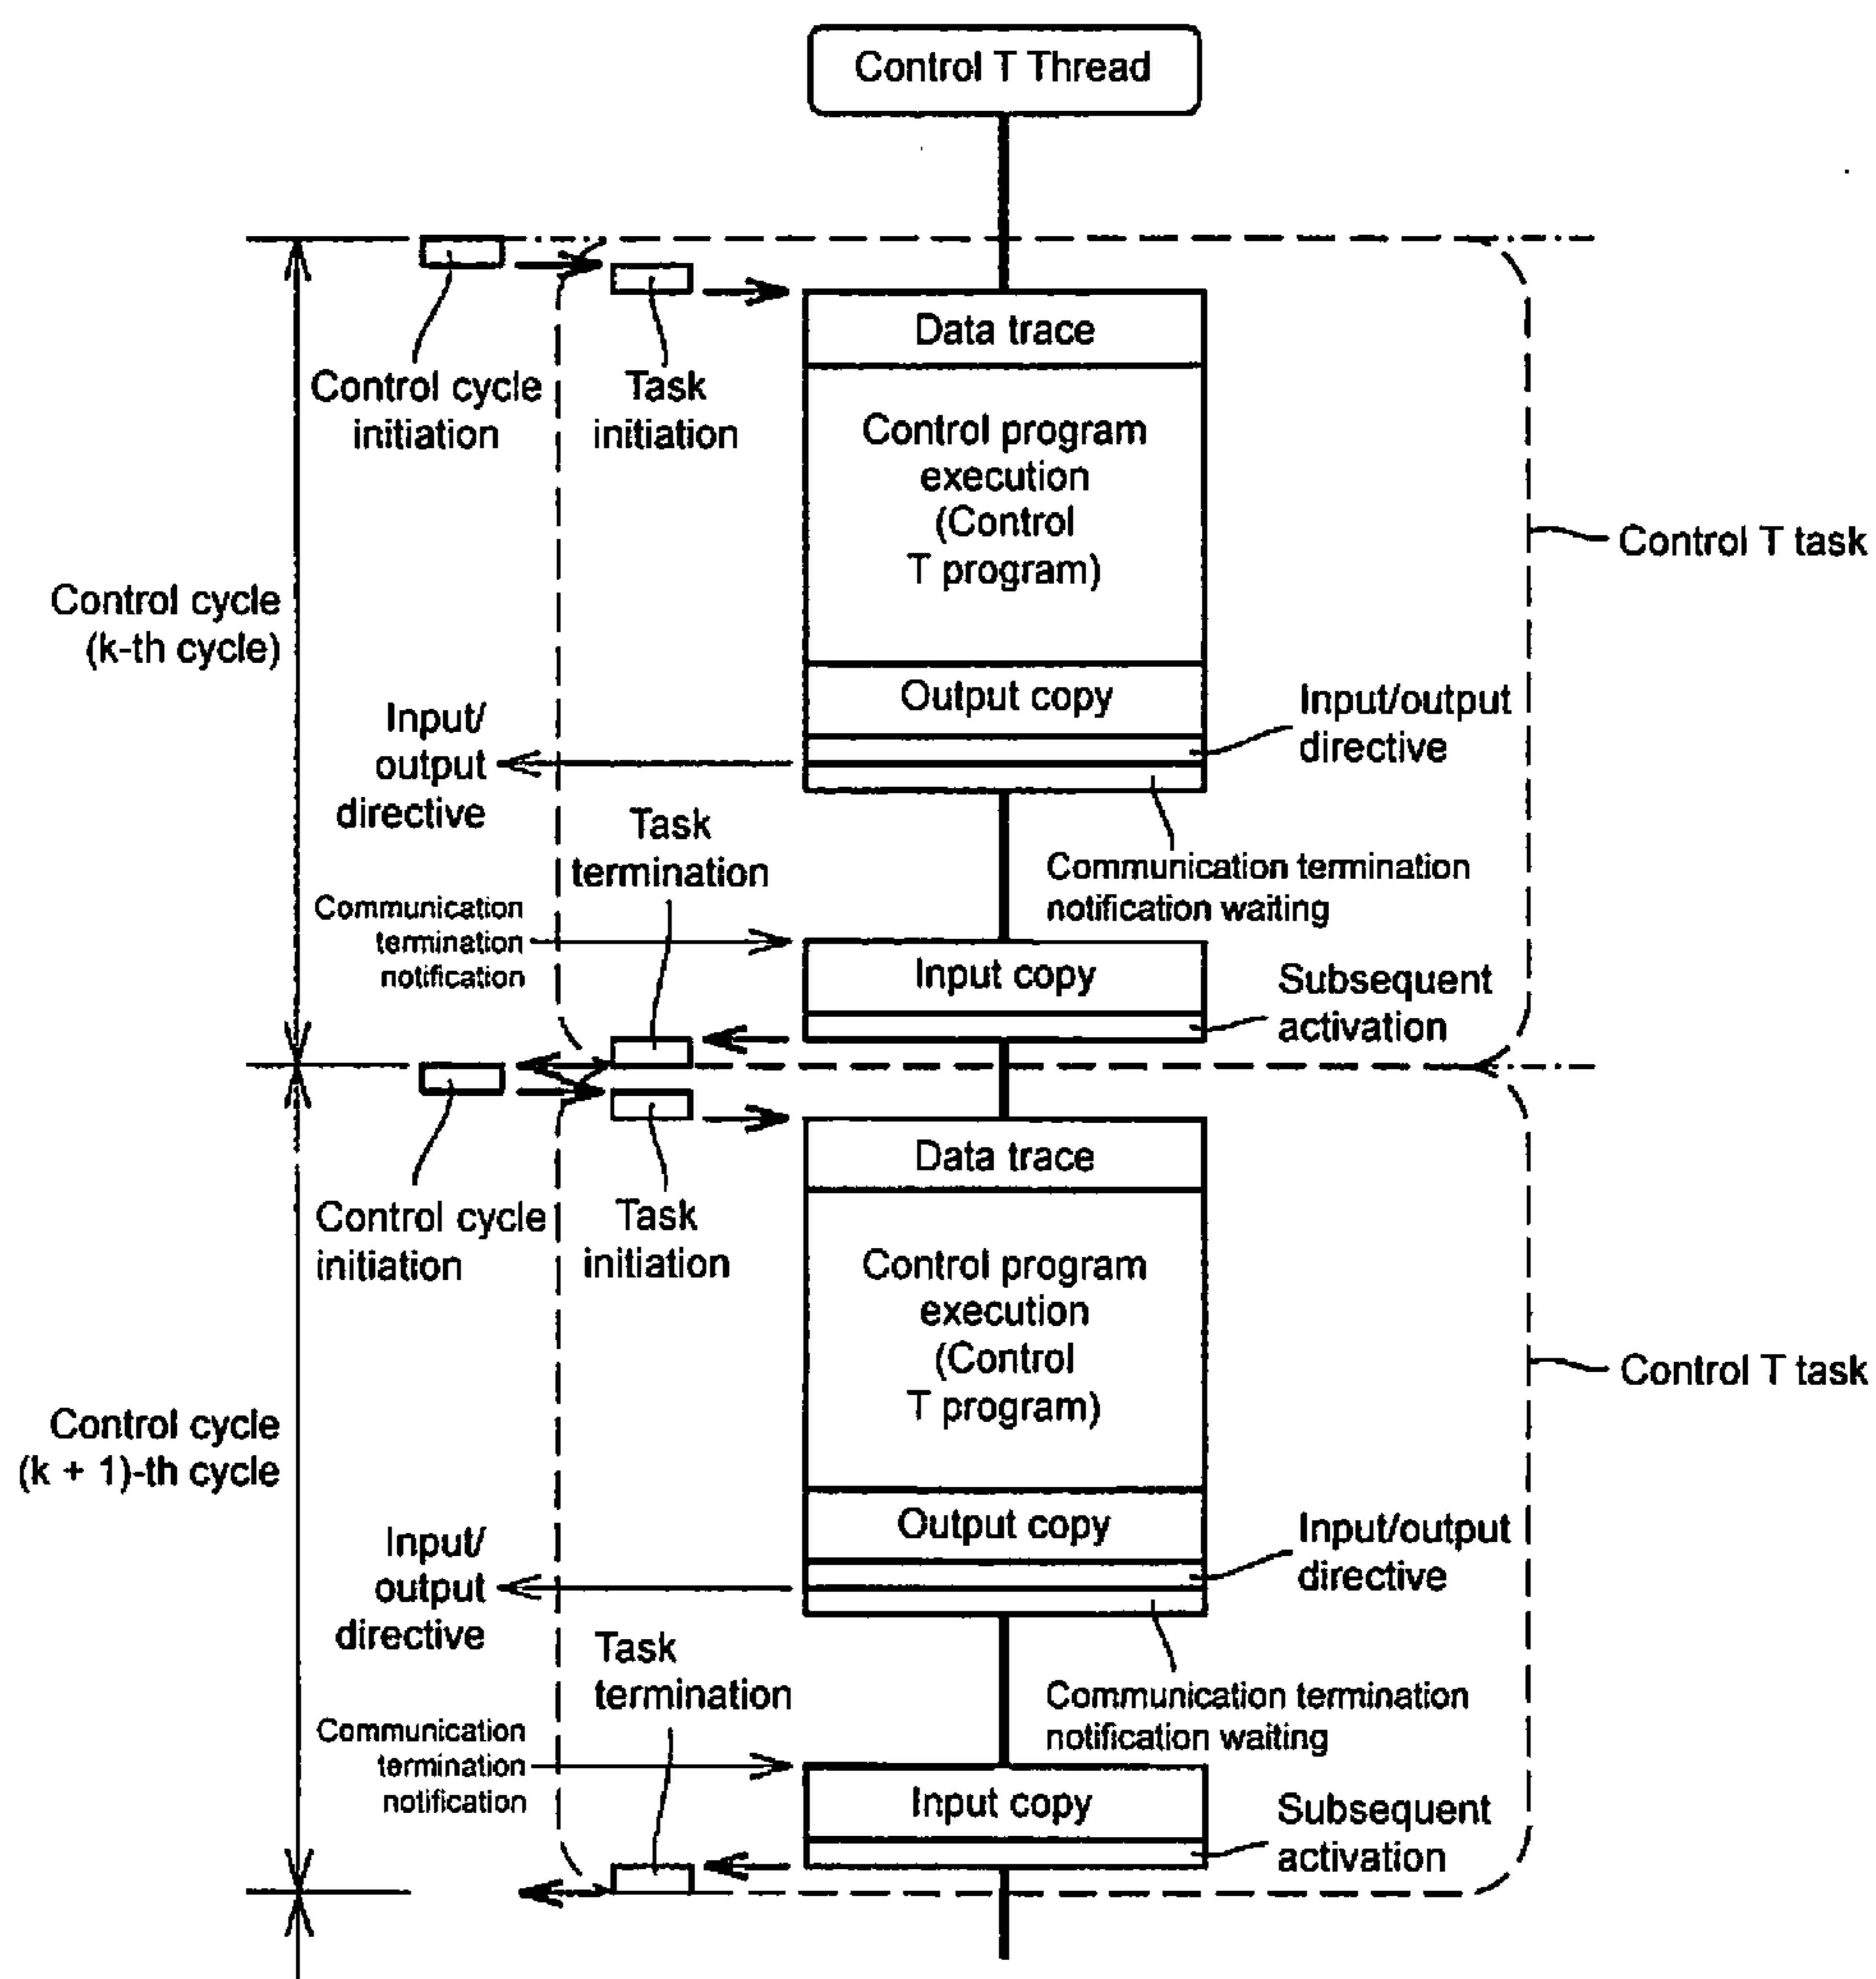 Control T Thread
Data trace
Control cycle
initiation
Task
initiation
Control program
execution
(Control
T program)
Control T task
Control cycle
(k-th cycle)
Output copy
Input/output
directive
Input/
output
directive
Task
termination
Communication termination
notification waiting
Communication
termination
notification
Input copy
Subsequent
activation
Data trace
Control cycle
initiation
Task
initiation
Control program
execution
(Control
T program)
Control T task
Control cycle
(k + 1)-th cycle
Output copy
Input/output
directive
Input/
output
directive
Task
termination
Communication termination
notification waiting
Communication
termination
notification
Input copy
Subsequent
activation